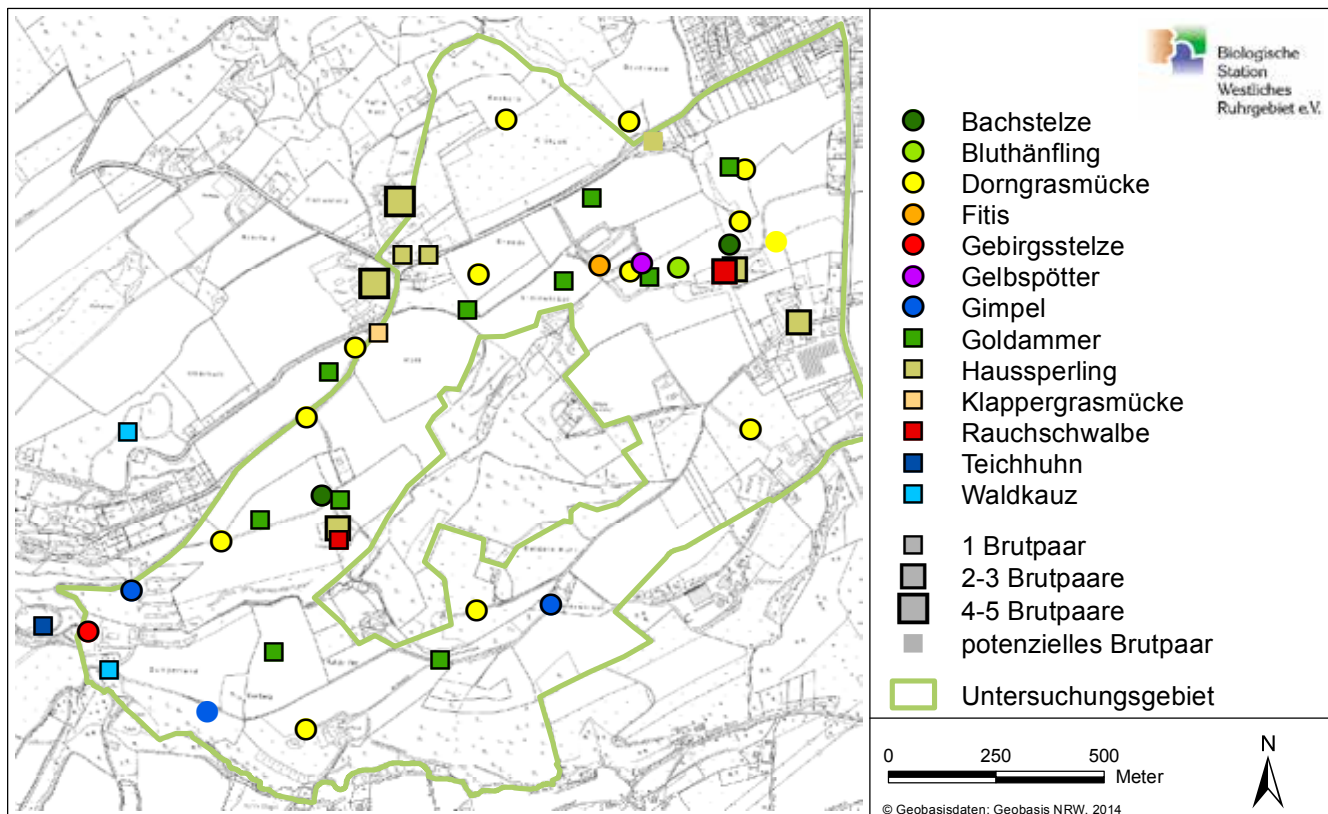 Biologische
Station
Westliches
Ruhrgebiet e.V.
Bachstelze
Bluthänfling
Dorngrasmücke
Fitis
Gebirgsstelze
Gelbspötter
Gimpel
Goldammer
Haussperling
Klappergrasmücke
Rauchschwalbe
Teichhuhn
Waldkauz
1 Brutpaar
2-3 Brutpaare
4-5 Brutpaare
potenzielles Brutpaar
Untersuchungsgebiet
0 250 500
Meter
N
© Geobasisdaten: Geobasis NRW, 2014